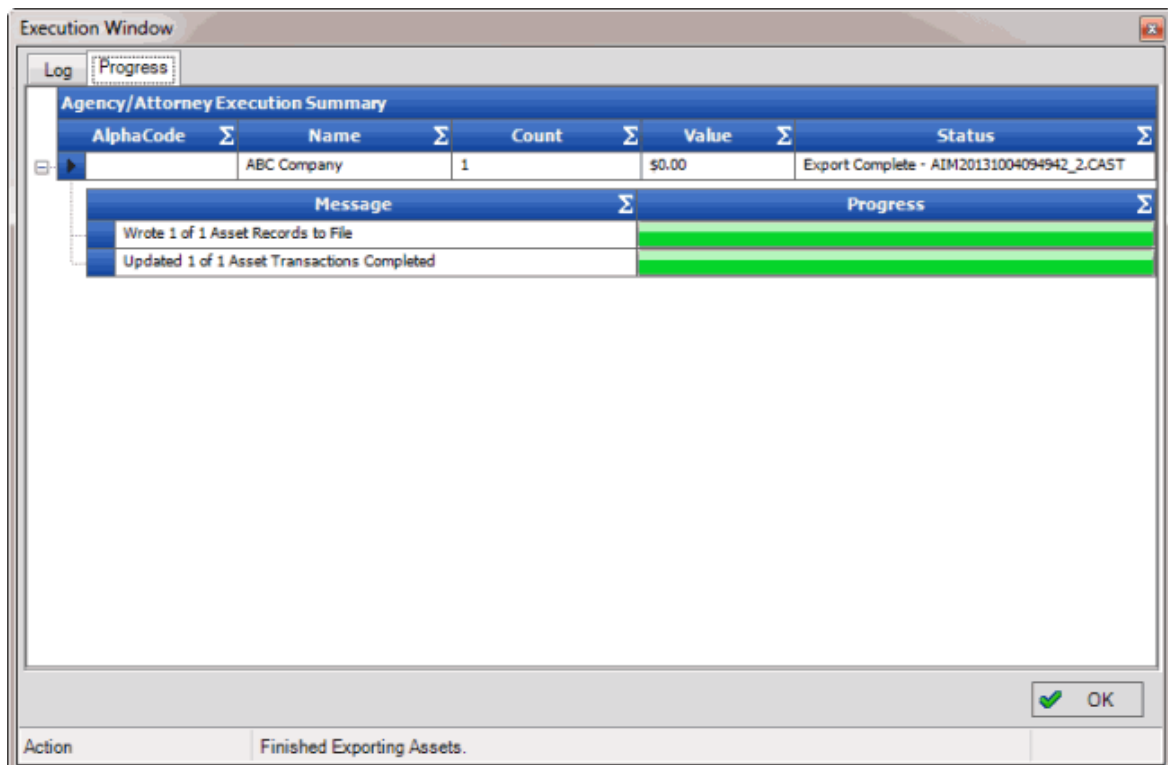 Execution Window
Log Progress
Agency/Attorney Execution Summary
AlphaCode Σ Name Σ Count Σ Value Σ Status Σ
ABC Company 1 $0.00 Export Complete - AIM20131004094942_2.CAST
Message Σ Progress Σ
Wrote 1 of 1 Asset Records to File
Updated 1 of 1 Asset Transactions Completed
OK
Action Finished Exporting Assets.